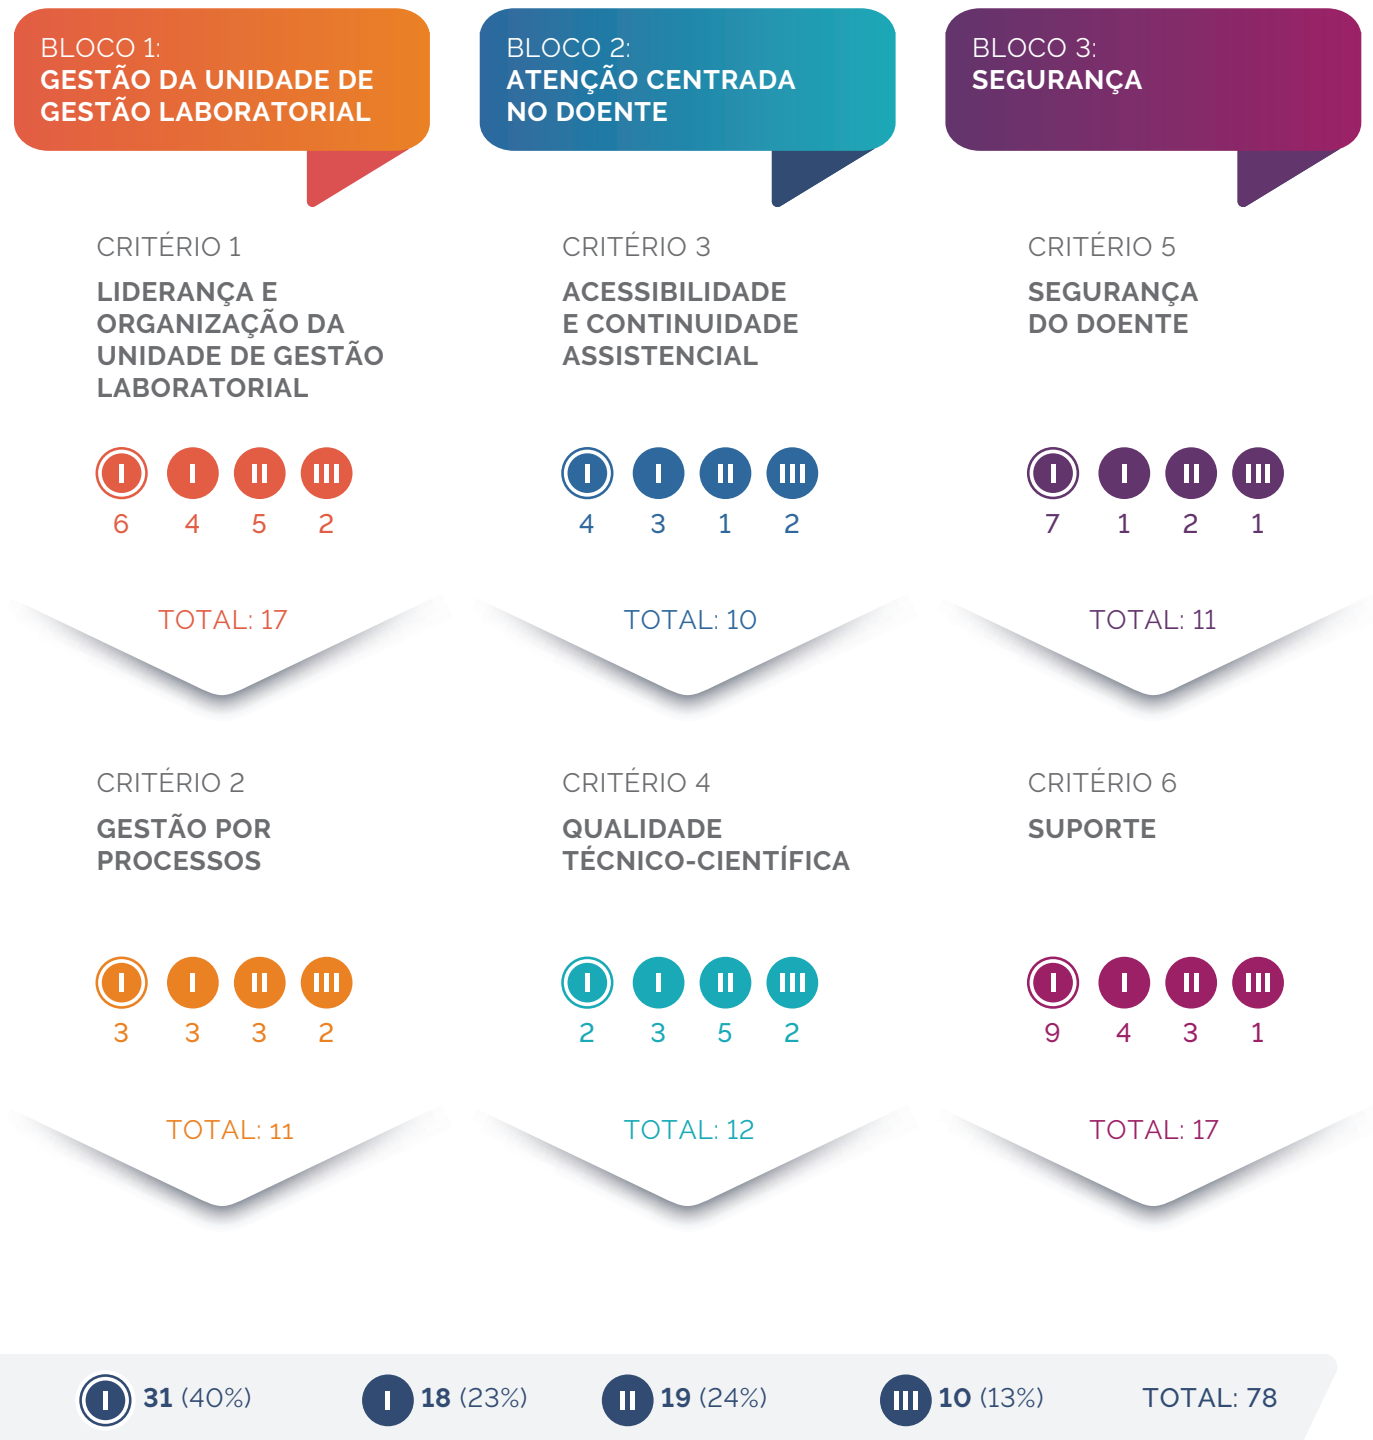 BLOCO 1:
GESTÃO DA UNIDADE DE
GESTÃO LABORATORIAL
CRITÉRIO 1
LIDERANÇA E
ORGANIZAÇÃO DA
UNIDADE DE GESTÃO
LABORATORIAL
I I II III
6 4 5 2
TOTAL: 17
CRITÉRIO 2
GESTÃO POR
PROCESSOS
I I II III
3 3 3 2
TOTAL: 11
BLOCO 2:
ATENÇÃO CENTRADA
NO DOENTE
CRITÉRIO 3
ACESSIBILIDADE
E CONTINUIDADE
ASSISTENCIAL
I I II III
4 3 1 2
TOTAL: 10
CRITÉRIO 4
QUALIDADE
TÉCNICO-CIENTÍFICA
I I II III
2 3 5 2
TOTAL: 12
BLOCO 3:
SEGURANÇA
CRITÉRIO 5
SEGURANÇA
DO DOENTE
I I II III
7 1 2 1
TOTAL: 11
CRITÉRIO 6
SUPORTE
I I II III
9 4 3 1
TOTAL: 17
I 31 (40%) I 18 (23%) II 19 (24%) III 10 (13%) TOTAL: 78